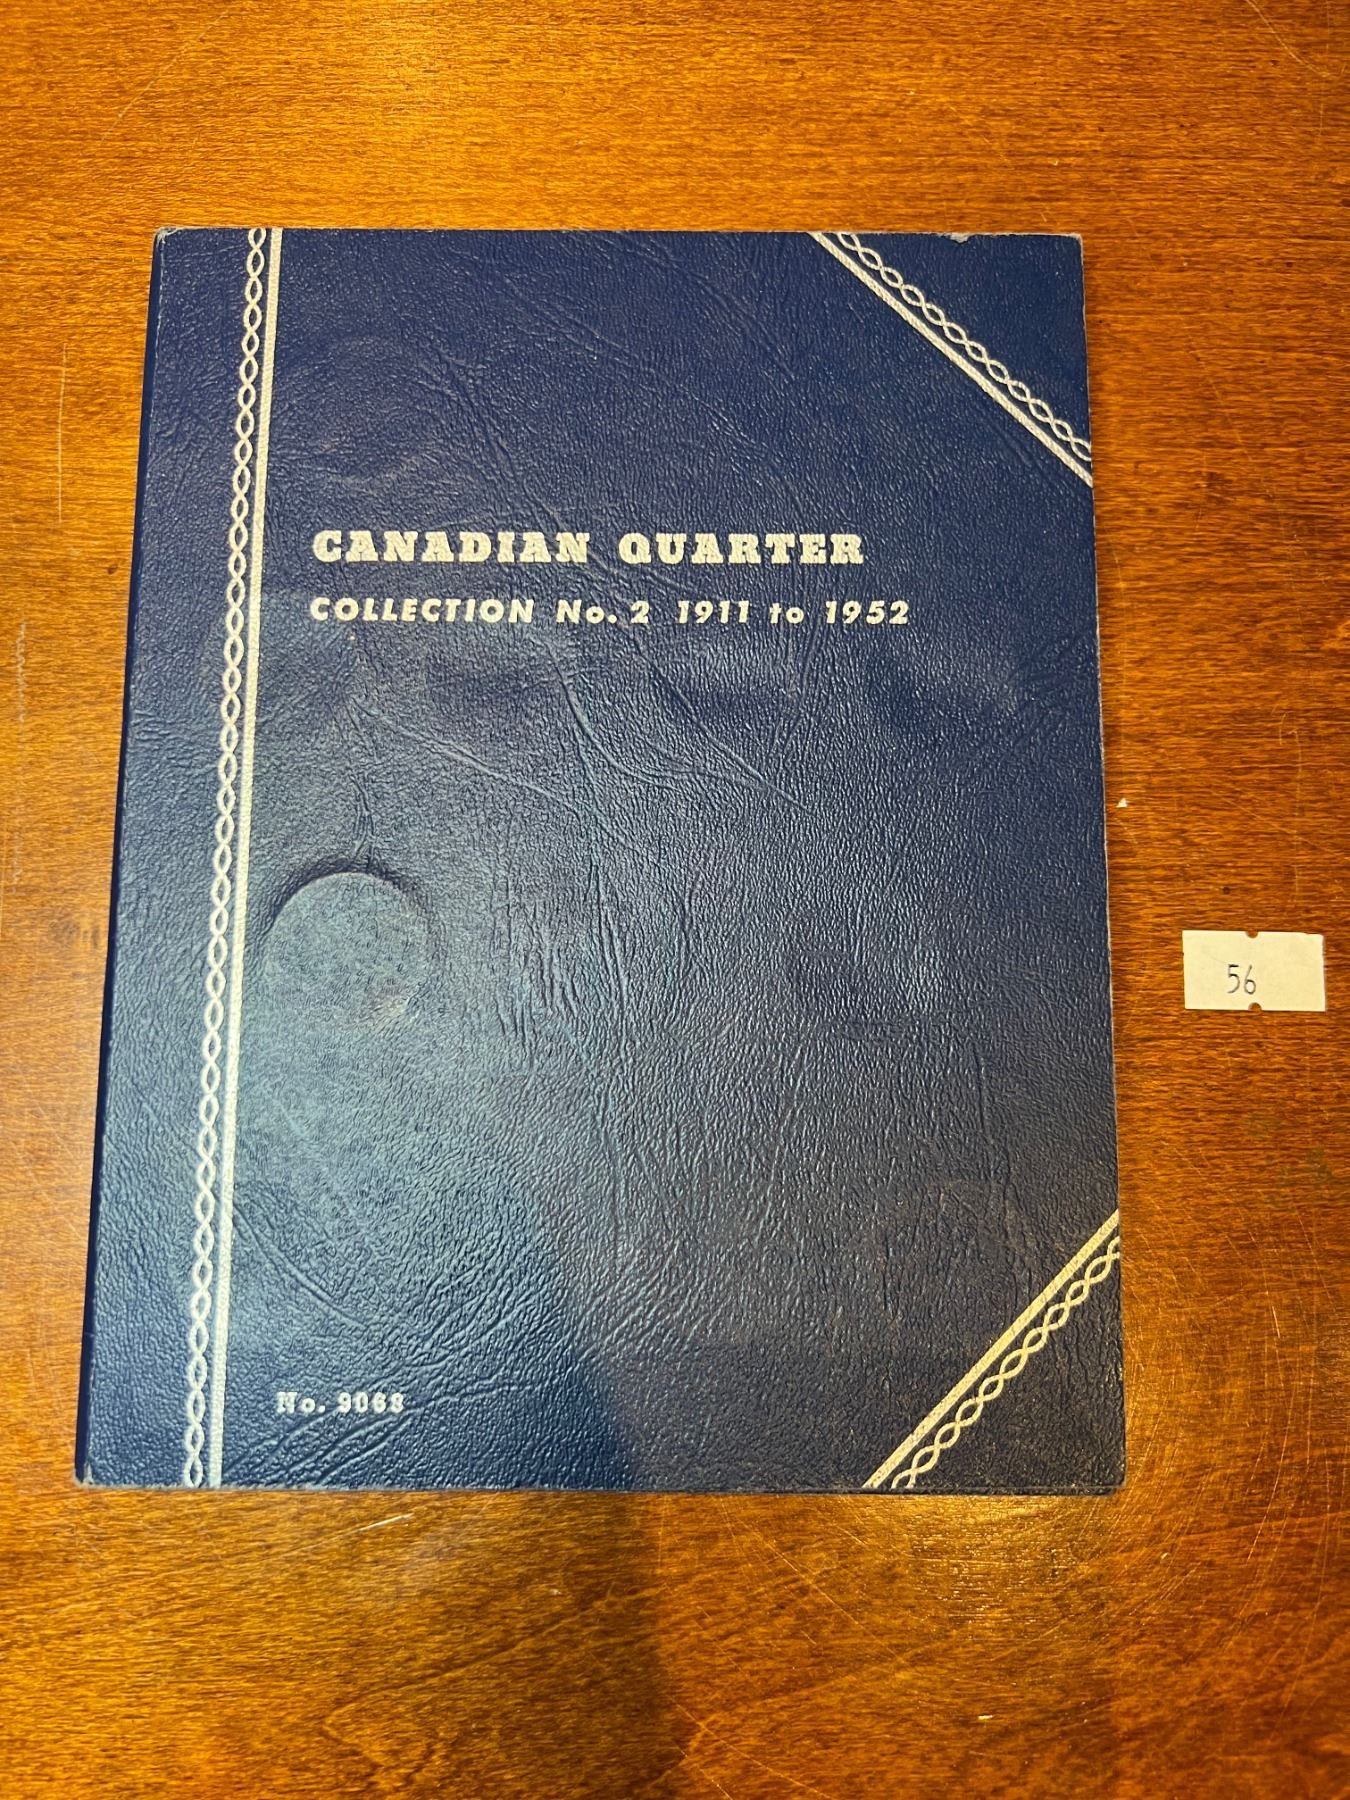 CANADIAN QUARTER
COLLECTION No. 2 1911 to 1952
56
No. 9068